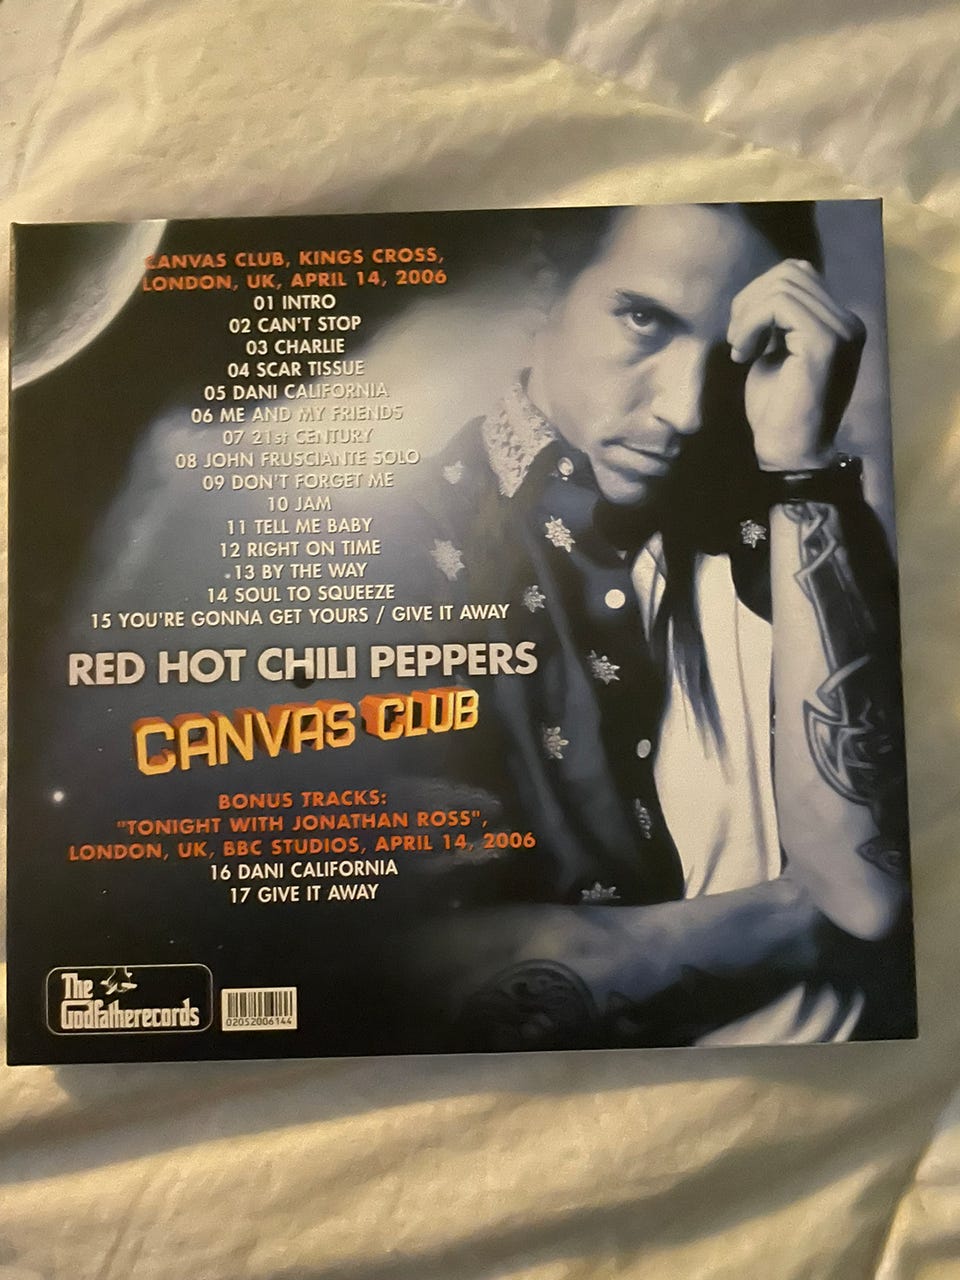 CANVAS CLUB, KINGS CROSS,
LONDON, UK, APRIL 14, 2006
01 INTRO
02 CAN'T STOP
03 CHARLIE
04 SCAR TISSUE
05 DANI CALIFORNIA
06 ME AND MY FRIENDS
07 21st CENTURY
08 JOHN FRUSCIANTE SOLO
09 DON'T FORGET ME
10 JAM
11 TELL ME BABY
12 RIGHT ON TIME
13 BY THE WAY
14 SOUL TO SQUEEZE
15 YOU'RE GONNA GET YOURS / GIVE IT AWAY
RED HOT CHILI PEPPERS
CANVAS CLUB
BONUS TRACKS:
"TONIGHT WITH JONATHAN ROSS",
LONDON, UK, BBC STUDIOS, APRIL 14, 2006
16 DANI CALIFORNIA
17 GIVE IT AWAY
The
Godfatherecords
02052006144